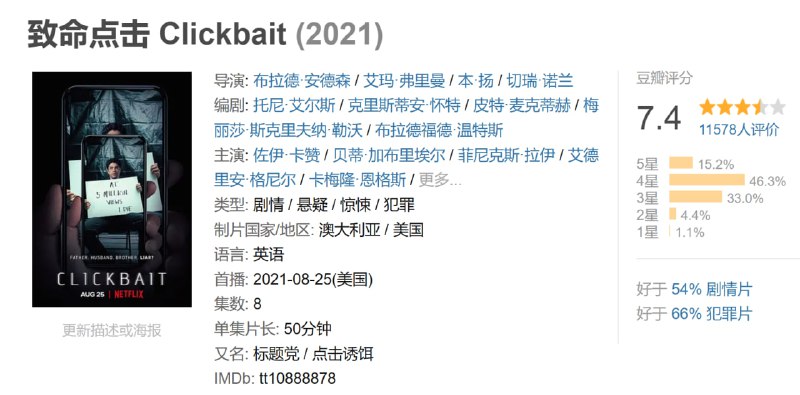 致命点击 Clickbait (2021)
AT
5 MILLION
VIEWS
I DIE
FATHER. HUSBAND. BROTHER. LIAR?
CLICKBAIT
AUG 25 | NETFLIX
更新描述或海报
导演: 布拉德·安德森 / 艾玛·弗里曼 / 本·扬 / 切瑞·诺兰
编剧: 托尼·艾尔斯 / 克里斯蒂安·怀特 / 皮特·麦克蒂赫 / 梅
丽莎·斯克里夫纳·勒沃 / 布拉德福德·温特斯
主演: 佐伊·卡赞 / 贝蒂·加布里埃尔 / 菲尼克斯·拉伊 / 艾德
里安·格尼尔 / 卡梅隆·恩格斯 / 更多...
类型: 剧情 / 悬疑 / 惊悚 / 犯罪
制片国家/地区: 澳大利亚 / 美国
语言: 英语
首播: 2021-08-25(美国)
集数: 8
单集片长: 50分钟
又名: 标题党 / 点击诱饵
IMDb: tt10888878
豆瓣评分
7.4
11578人评价
5星 15.2%
4星 46.3%
3星 33.0%
2星 4.4%
1星 1.1%
好于 54% 剧情片
好于 66% 犯罪片